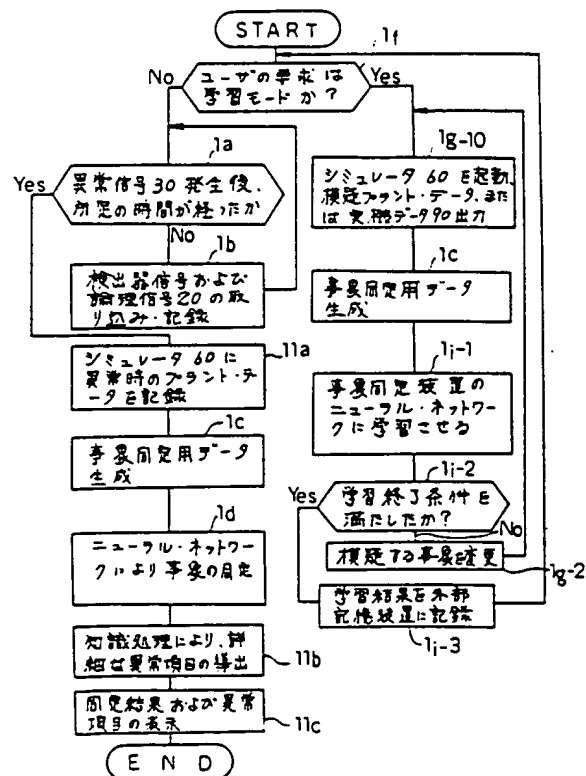 START
1f
No
ユーザの要求は
学習モードか?
Yes
1a
Yes
異常信号30発生後、
所定の時間が経ったか
No
1b
検出器信号および
論理信号20の取
り込み・記録
シミュレータ60に
異常時のプラント・デ
ータを記録
11a
1c
事象同定用データ
生成
1d
ニューラル・ネットワー
クにより事象の同定
知識処理により、詳
細な異常項目の導出
11b
同定結果および異常
項目の表示
11c
END
1g-10
シミュレータ60を起動、
模擬プラント・データ、また
は実機データ90出力
1c
事象同定用データ
生成
1i-1
事象同定装置の
ニューラル・ネットワー
クに学習させる
1i-2
Yes
学習終了条件を
満たしたか?
No
模擬する事象を変更
1g-2
学習結果を外部
記憶装置に記録
1i-3